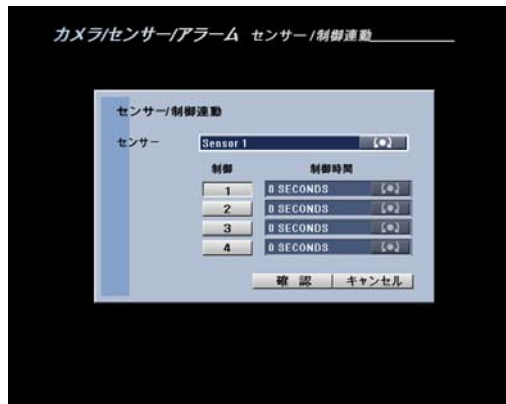 カメラ/センサー/アラーム センサー/制御連動
センサー/制御連動
センサー Sensor 1
制御 制御時間
1 0 SECONDS
2 0 SECONDS
3 0 SECONDS
4 0 SECONDS
確認 キャンセル